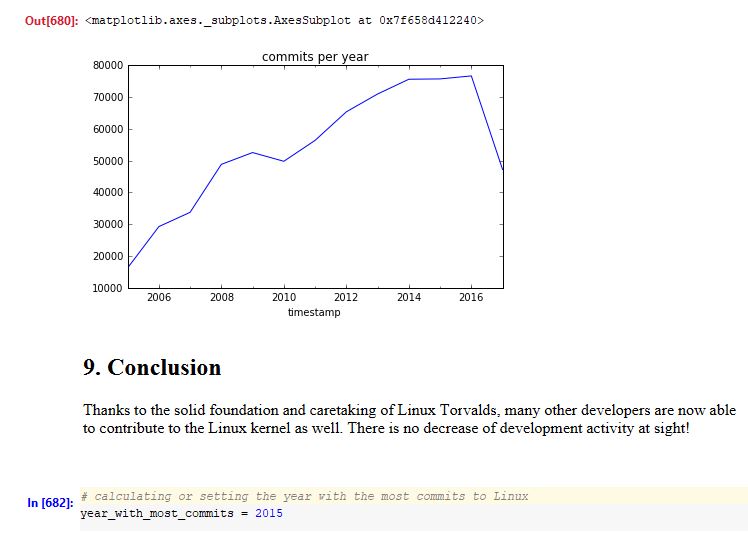 Out[680]: <matplotlib.axes._subplots.AxesSubplot at 0x7f658d412240>
commits per year
80000
70000
60000
50000
40000
30000
20000
10000
2006 2008 2010 2012 2014 2016
timestamp
9. Conclusion
Thanks to the solid foundation and caretaking of Linux Torvalds, many other developers are now able
to contribute to the Linux kernel as well. There is no decrease of development activity at sight!
In [682]: # calculating or setting the year with the most commits to Linux
year_with_most_commits = 2015